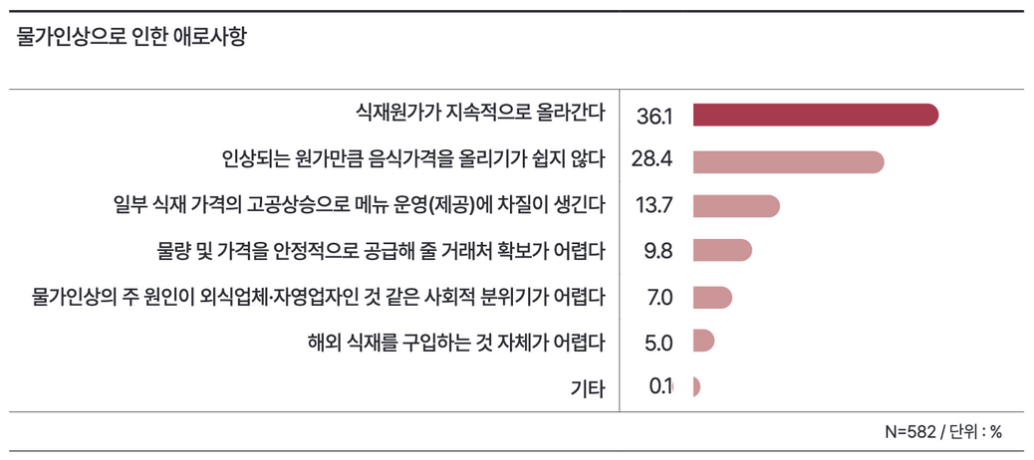 물가인상으로 인한 애로사항
식재원가가 지속적으로 올라간다 36.1
인상되는 원가만큼 음식가격을 올리기가 쉽지 않다 28.4
일부 식재 가격의 고공상승으로 메뉴 운영(제공)에 차질이 생긴다 13.7
물량 및 가격을 안정적으로 공급해 줄 거래처 확보가 어렵다 9.8
물가인상의 주 원인이 외식업체·자영업자인 것 같은 사회적 분위기가 어렵다 7.0
해외 식재를 구입하는 것 자체가 어렵다 5.0
기타 0.1
N=582 / 단위 : %